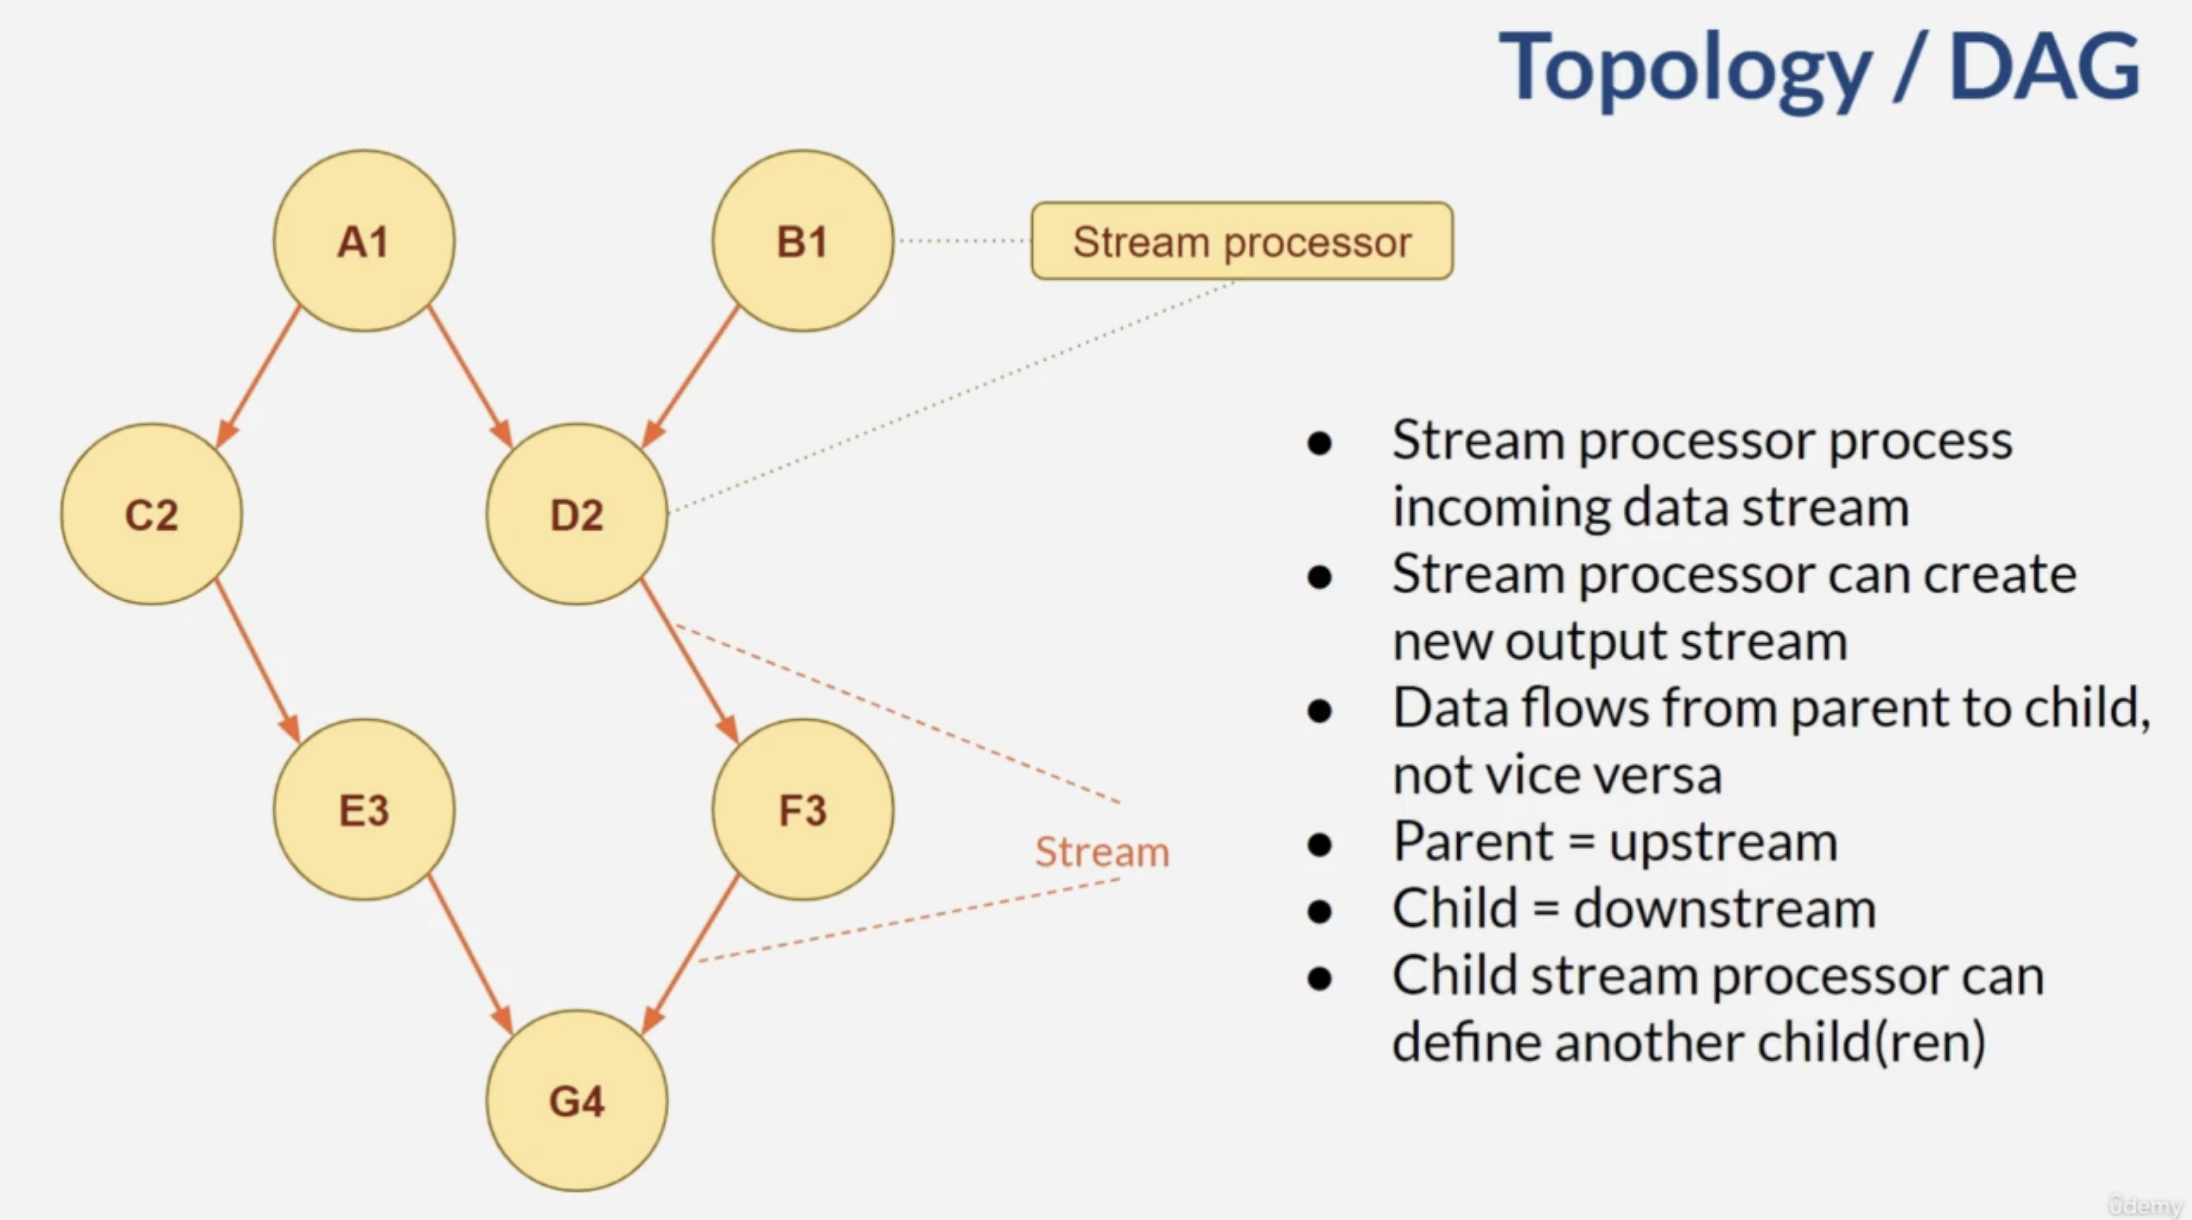 Topology / DAG
A1
B1
Stream processor
C2
D2
E3
F3
Stream
G4
● Stream processor process
incoming data stream
● Stream processor can create
new output stream
● Data flows from parent to child,
not vice versa
● Parent = upstream
● Child = downstream
● Child stream processor can
define another child(ren)
ûdemy